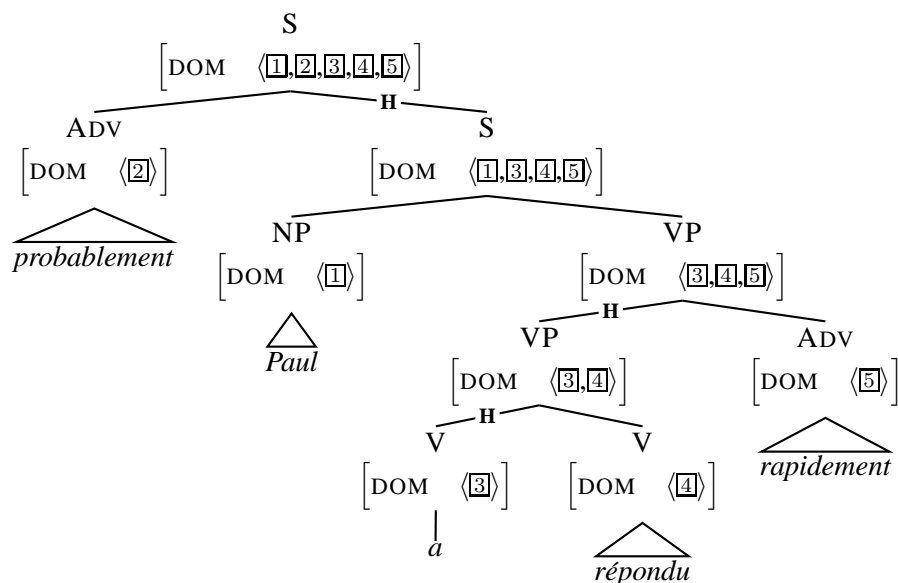 S
[DOM ⟨1,2,3,4,5⟩]
H
ADV S
[DOM ⟨2⟩] [DOM ⟨1,3,4,5⟩]
probablement NP VP
[DOM ⟨1⟩] [DOM ⟨3,4,5⟩]
H
Paul VP ADV
[DOM ⟨3,4⟩] [DOM ⟨5⟩]
H
V V rapidement
[DOM ⟨3⟩] [DOM ⟨4⟩]
a répondu